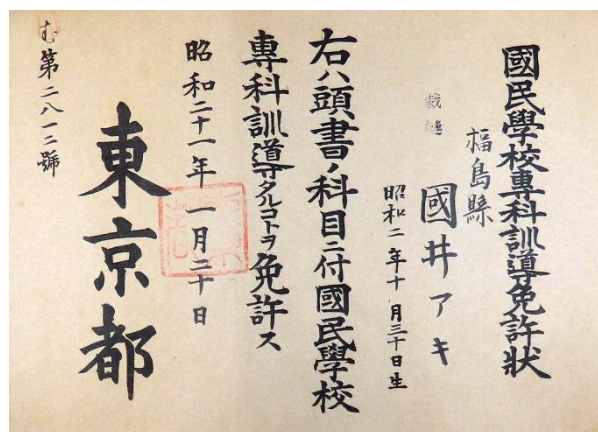 國民學校專科訓導免許狀
福島縣
裁縫
國井アキ
昭和二年十月三十日生
右ハ頭書ノ科目ニ付國民學校
專科訓導タルコトヲ免許ス
昭和二十一年一月二十日
東京都
む第二八一二號